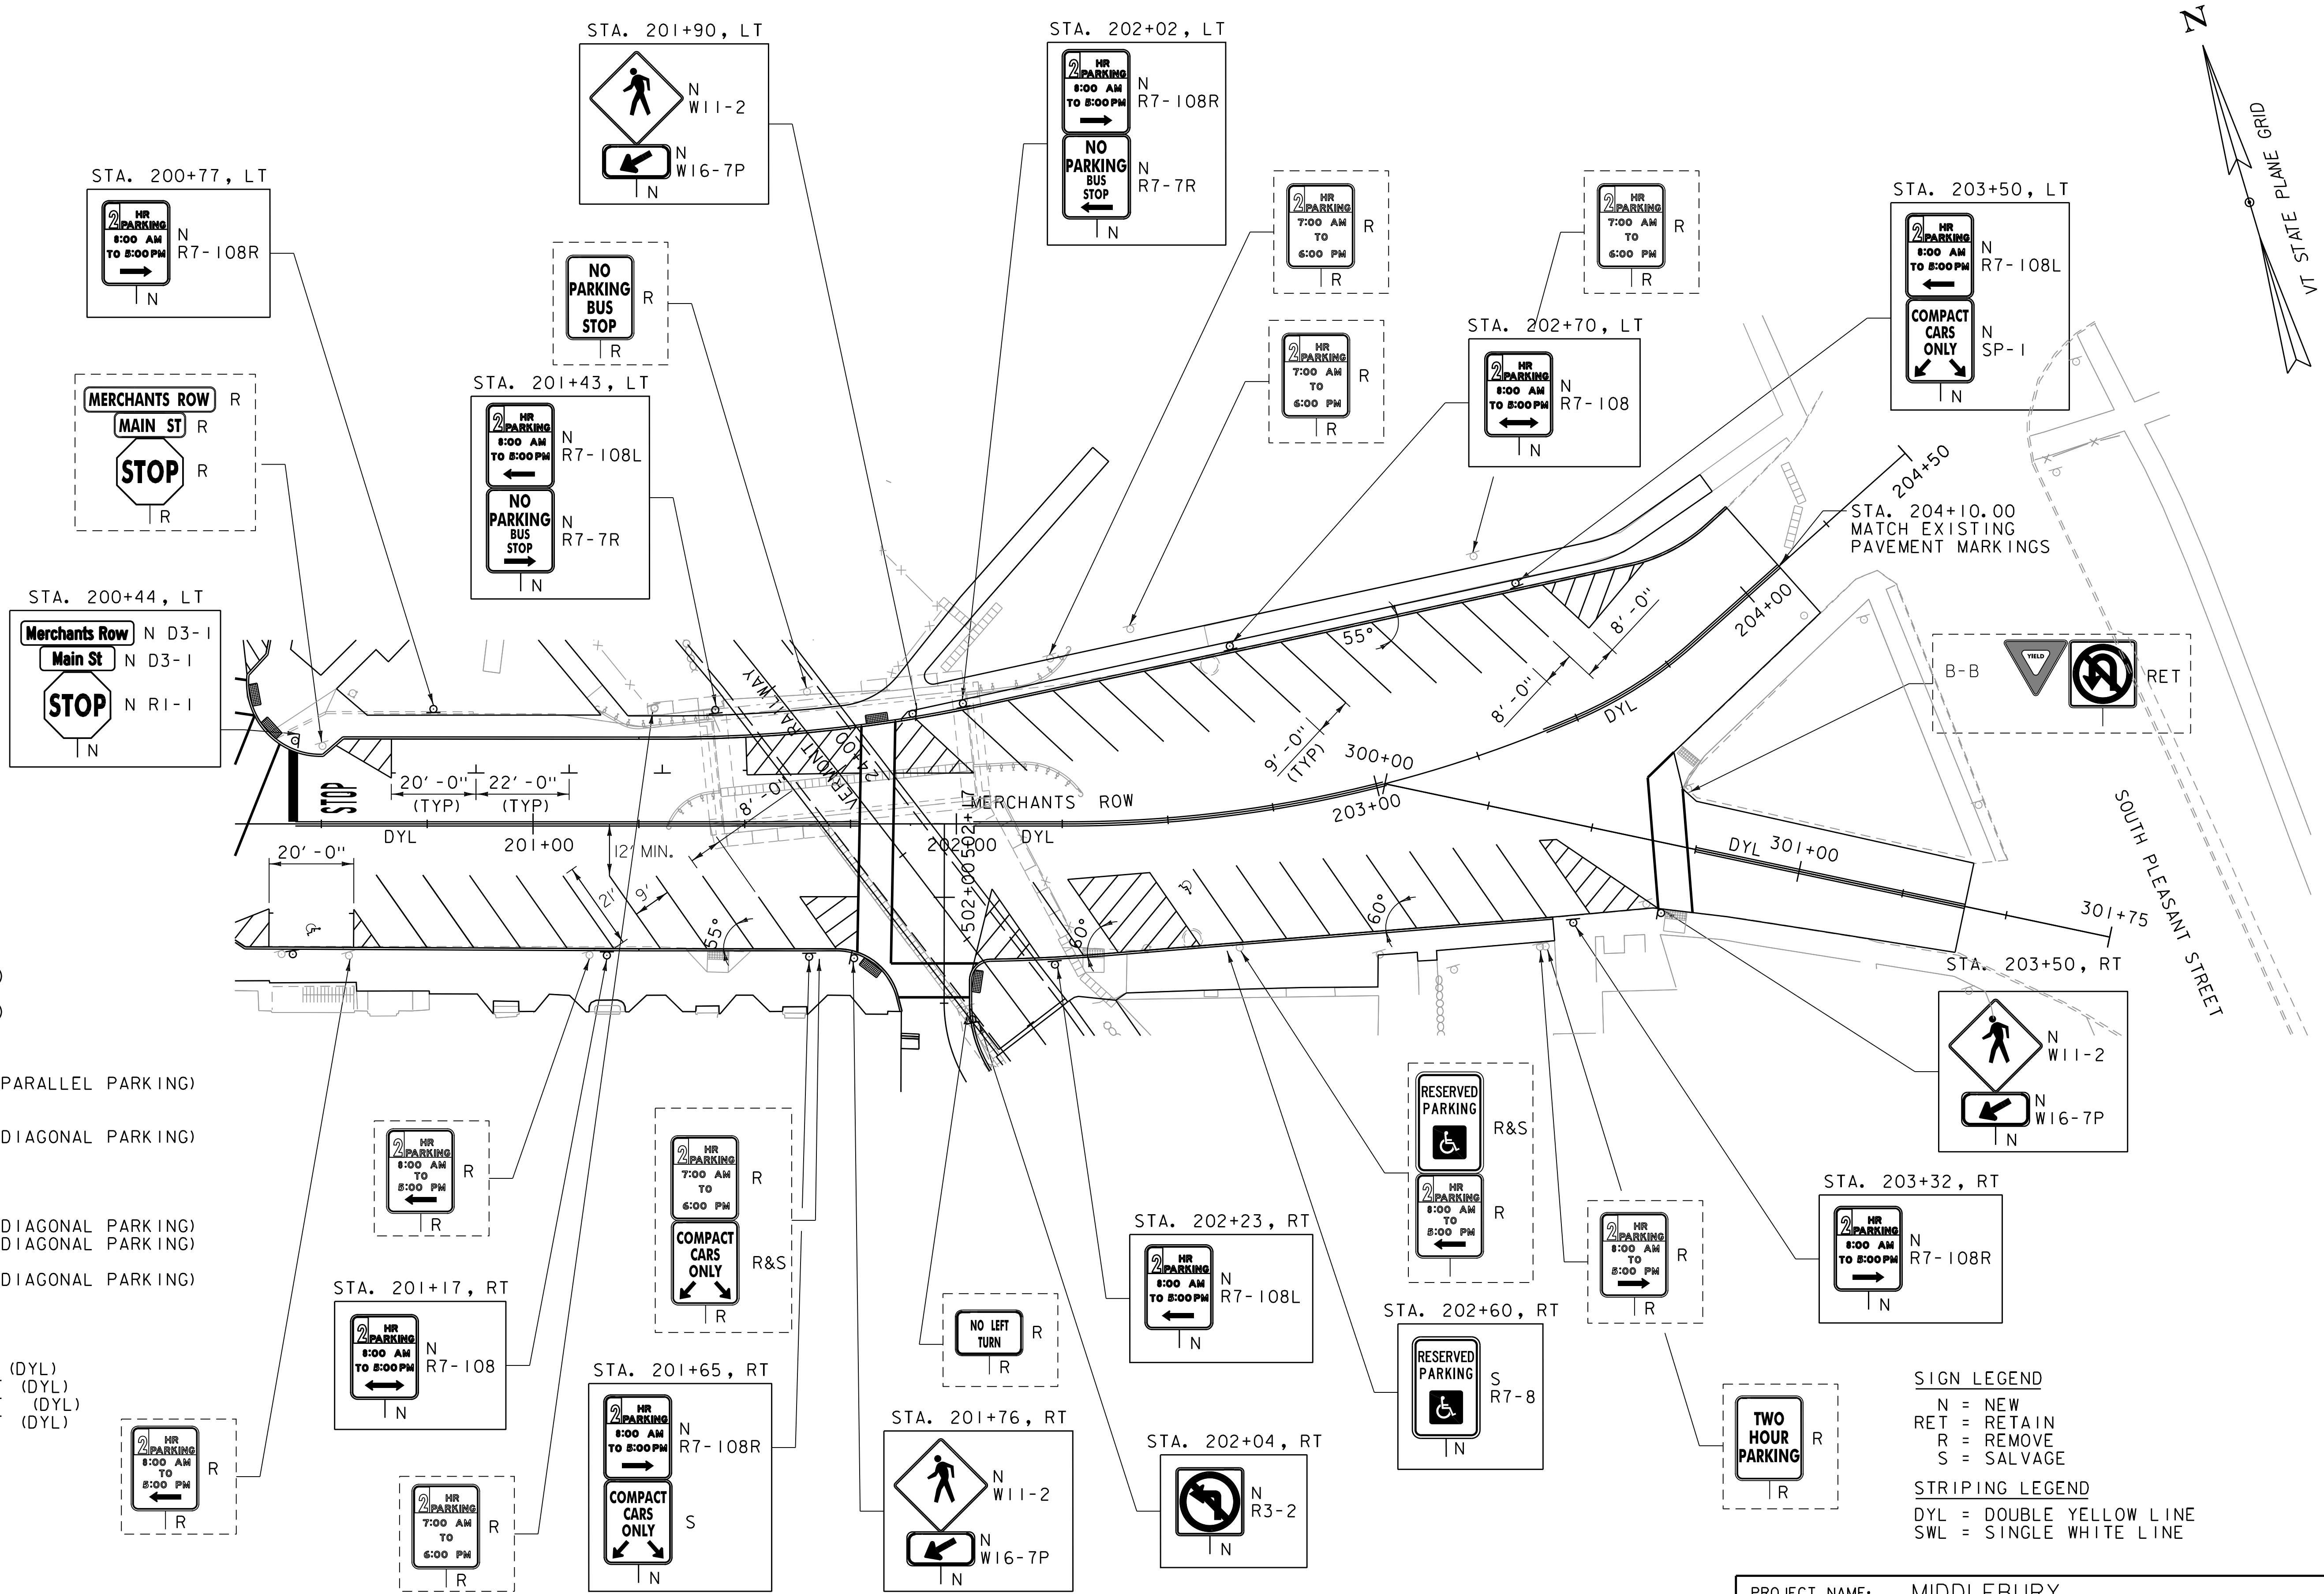 STA. 201+90, LT
N
W11-2
N
W16-7P
N
STA. 202+02, LT
2 HR
PARKING
8:00 AM
TO 5:00PM
N
R7-108R
NO
PARKING
BUS
STOP
N
R7-7R
N
N
VT STATE PLANE GRID
STA. 200+77, LT
2 HR
PARKING
8:00 AM
TO 5:00PM
N
R7-108R
N
NO
PARKING
BUS
STOP
R
R
2 HR
PARKING
7:00 AM
TO
6:00 PM
R
R
2 HR
PARKING
7:00 AM
TO
6:00 PM
R
R
STA. 203+50, LT
2 HR
PARKING
8:00 AM
TO 5:00PM
N
R7-108L
COMPACT
CARS
ONLY
N
SP-1
N
MERCHANTS ROW R
MAIN ST R
STOP R
R
STA. 201+43, LT
2 HR
PARKING
8:00 AM
TO 5:00PM
N
R7-108L
NO
PARKING
BUS
STOP
N
R7-7R
N
2 HR
PARKING
7:00 AM
TO
6:00 PM
R
R
STA. 202+70, LT
2 HR
PARKING
8:00 AM
TO 5:00PM
N
R7-108
N
204+50
STA. 204+10.00
MATCH EXISTING
PAVEMENT MARKINGS
STA. 200+44, LT
Merchants Row N D3-1
Main St N D3-1
STOP N R1-1
N
VERMONT RAILWAY
24+00
55°
8'-0"
8'-0"
9'-0"
(TYP)
204+00
DYL
B-B
YIELD
RET
STOP
20'-0"
(TYP)
22'-0"
(TYP)
8'-0"
MERCHANTS ROW
300+00
203+00
DYL
201+00
12' MIN.
202+00
502+00
502+17
DYL
DYL 301+00
301+75
SOUTH PLEASANT STREET
20'-0"
21'
9'
55°
60°
60°
STA. 203+50, RT
N
W11-2
N
W16-7P
N
)
)
PARALLEL PARKING)
DIAGONAL PARKING)
DIAGONAL PARKING)
DIAGONAL PARKING)
DIAGONAL PARKING)
(DYL)
(DYL)
(DYL)
(DYL)
2 HR
PARKING
8:00 AM
TO
5:00 PM
R
R
2 HR
PARKING
7:00 AM
TO
6:00 PM
R
COMPACT
CARS
ONLY
R&S
R
RESERVED
PARKING
R&S
2 HR
PARKING
8:00 AM
TO
5:00 PM
R
2 HR
PARKING
8:00 AM
TO
5:00 PM
R
R
STA. 203+32, RT
2 HR
PARKING
8:00 AM
TO 5:00PM
N
R7-108R
N
STA. 201+17, RT
2 HR
PARKING
8:00 AM
TO 5:00PM
N
R7-108
N
NO LEFT
TURN
R
R
STA. 202+23, RT
2 HR
PARKING
8:00 AM
TO 5:00PM
N
R7-108L
N
STA. 202+60, RT
RESERVED
PARKING
S
R7-8
N
2 HR
PARKING
8:00 AM
TO
5:00 PM
R
R
2 HR
PARKING
7:00 AM
TO
6:00 PM
R
R
STA. 201+65, RT
2 HR
PARKING
8:00 AM
TO 5:00PM
N
R7-108R
COMPACT
CARS
ONLY
S
N
STA. 201+76, RT
N
W11-2
N
W16-7P
N
STA. 202+04, RT
N
R3-2
N
TWO
HOUR
PARKING
R
R
SIGN LEGEND
N = NEW
RET = RETAIN
R = REMOVE
S = SALVAGE
STRIPING LEGEND
DYL = DOUBLE YELLOW LINE
SWL = SINGLE WHITE LINE
PROJECT NAME: MIDDLEBURY